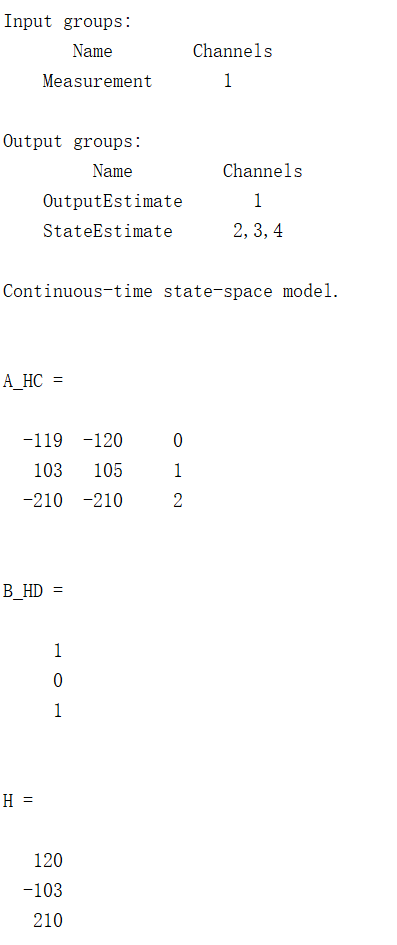 Input groups:
Name Channels
Measurement 1
Output groups:
Name Channels
OutputEstimate 1
StateEstimate 2,3,4
Continuous-time state-space model.
A_HC =
-119 -120 0
103 105 1
-210 -210 2
B_HD =
1
0
1
H =
120
-103
210